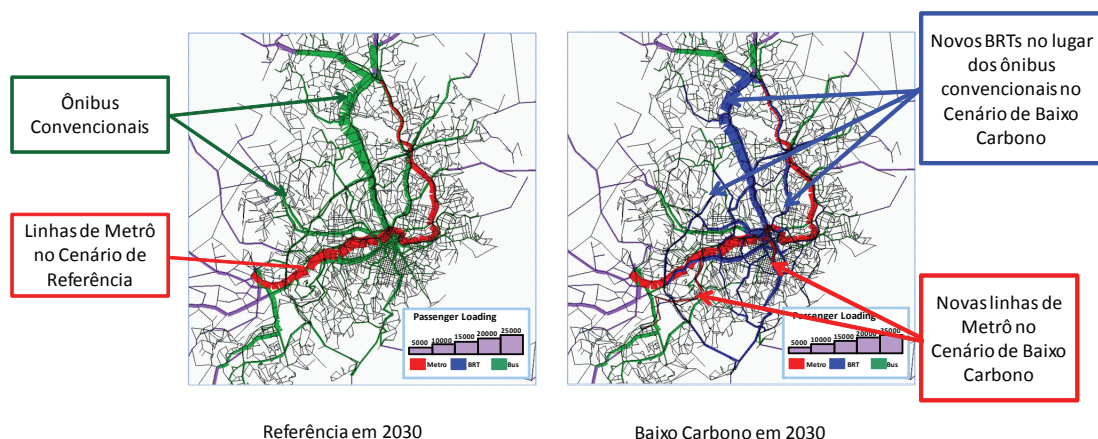 Ônibus
Convencionais
Linhas de Metrô
no Cenário de
Referência
Passenger Loading
5000 10000 15000 20000 25000
Metro BRT Bus
Referência em 2030
Passenger Loading
5000 10000 15000 20000 25000
Metro BRT Bus
Baixo Carbono em 2030
Novos BRTs no lugar
dos ônibus
convencionais no
Cenário de Baixo
Carbono
Novas linhas de
Metrô no
Cenário de Baixo
Carbono